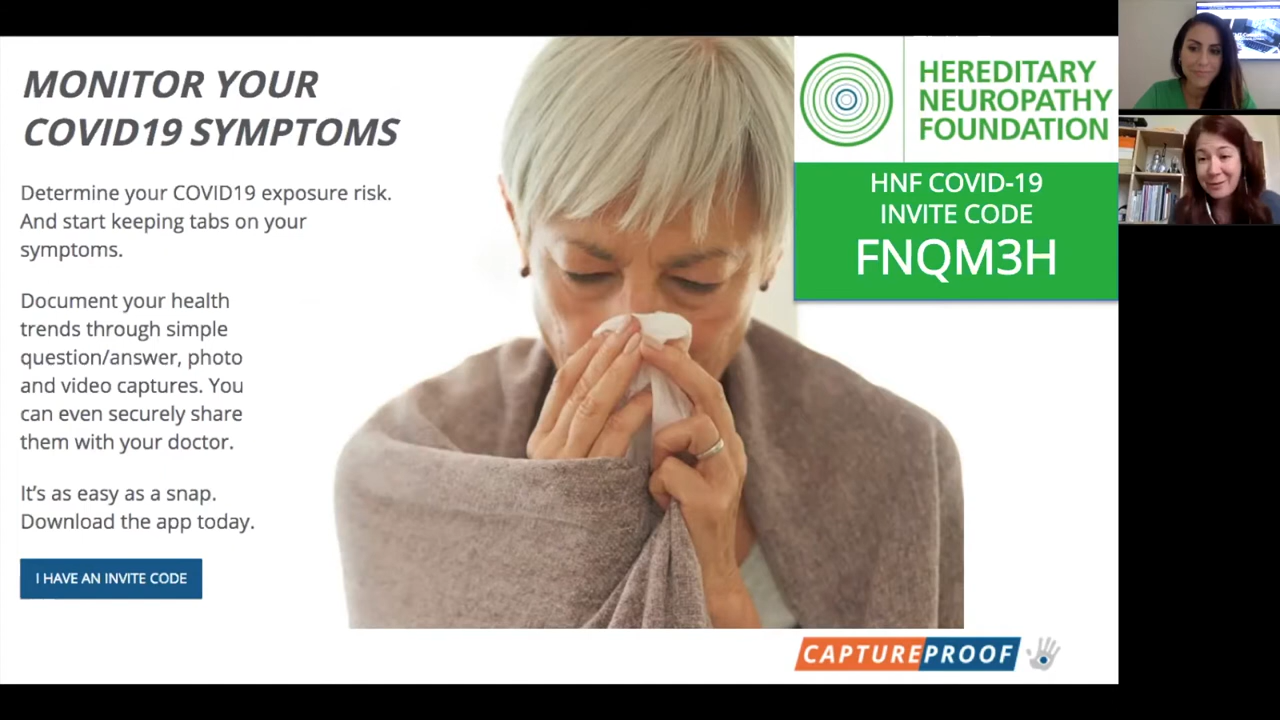 MONITOR YOUR
COVID19 SYMPTOMS
Determine your COVID19 exposure risk.
And start keeping tabs on your
symptoms.
Document your health
trends through simple
question/answer, photo
and video captures. You
can even securely share
them with your doctor.
It's as easy as a snap.
Download the app today.
I HAVE AN INVITE CODE
HEREDITARY
NEUROPATHY
FOUNDATION
HNF COVID-19
INVITE CODE
FNQM3H
CAPTUREPROOF